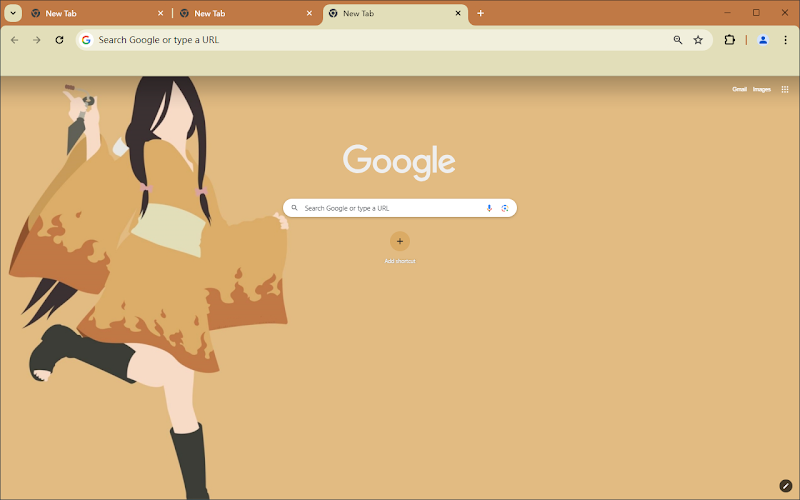 New Tab
New Tab
New Tab
Search Google or type a URL
Gmail Images
Google
Search Google or type a URL
Add shortcut